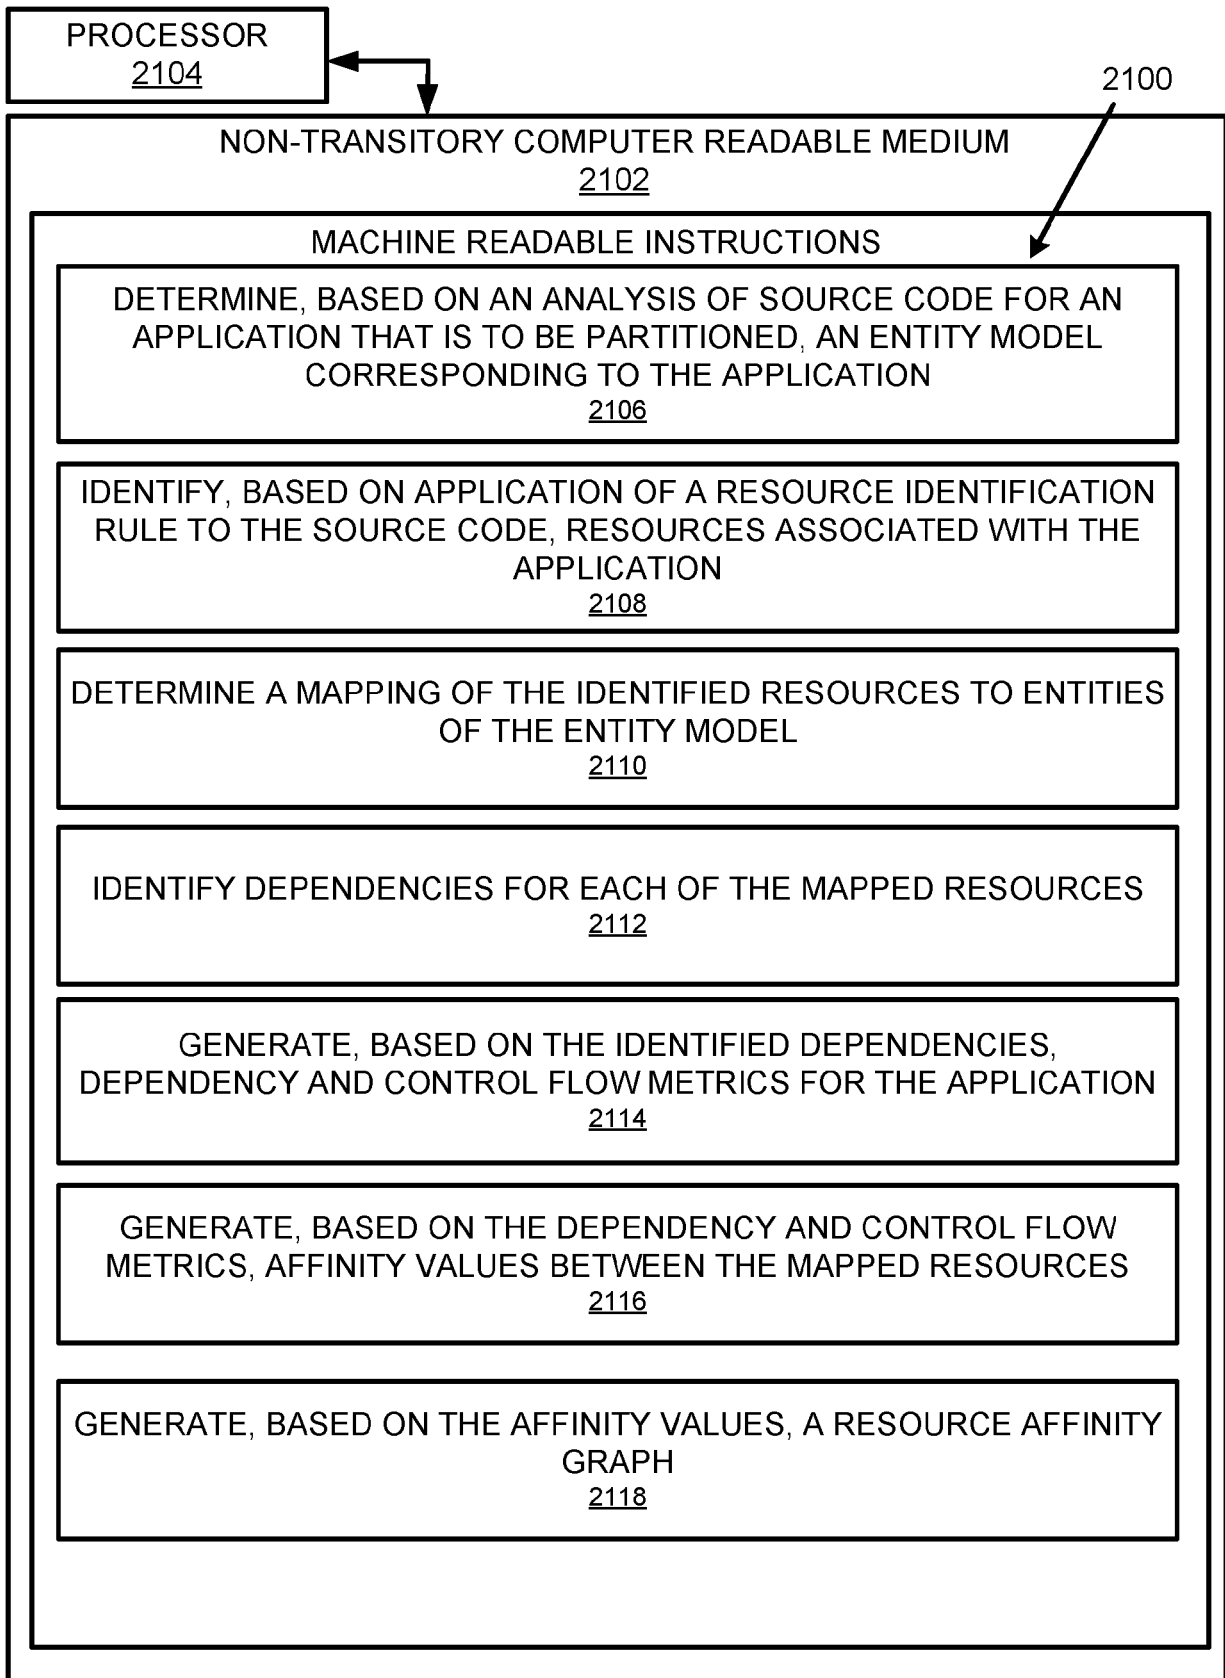 PROCESSOR
2104
2100
NON-TRANSITORY COMPUTER READABLE MEDIUM
2102
MACHINE READABLE INSTRUCTIONS
DETERMINE, BASED ON AN ANALYSIS OF SOURCE CODE FOR AN
APPLICATION THAT IS TO BE PARTITIONED, AN ENTITY MODEL
CORRESPONDING TO THE APPLICATION
2106
IDENTIFY, BASED ON APPLICATION OF A RESOURCE IDENTIFICATION
RULE TO THE SOURCE CODE, RESOURCES ASSOCIATED WITH THE
APPLICATION
2108
DETERMINE A MAPPING OF THE IDENTIFIED RESOURCES TO ENTITIES
OF THE ENTITY MODEL
2110
IDENTIFY DEPENDENCIES FOR EACH OF THE MAPPED RESOURCES
2112
GENERATE, BASED ON THE IDENTIFIED DEPENDENCIES,
DEPENDENCY AND CONTROL FLOW METRICS FOR THE APPLICATION
2114
GENERATE, BASED ON THE DEPENDENCY AND CONTROL FLOW
METRICS, AFFINITY VALUES BETWEEN THE MAPPED RESOURCES
2116
GENERATE, BASED ON THE AFFINITY VALUES, A RESOURCE AFFINITY
GRAPH
2118